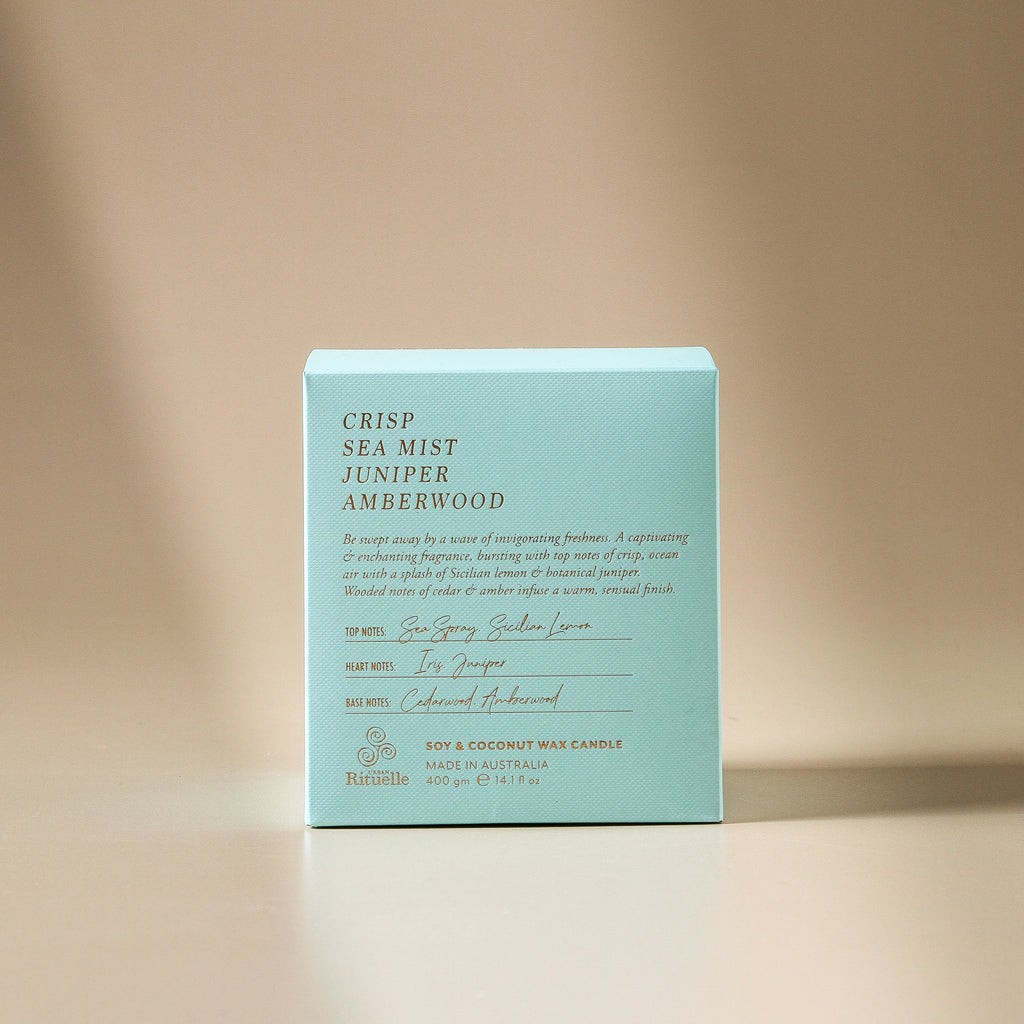 CRISP
SEA MIST
JUNIPER
AMBERWOOD
Be swept away by a wave of invigorating freshness. A captivating
& enchanting fragrance, bursting with top notes of crisp, ocean
air with a splash of Sicilian lemon & botanical juniper.
Wooded notes of cedar & amber infuse a warm, sensual finish.
TOP NOTES: Sea Spray, Sicilian Lemon
HEART NOTES: Iris, Juniper
BASE NOTES: Cedarwood, Amberwood
URBAN
Rituelle
SOY & COCONUT WAX CANDLE
MADE IN AUSTRALIA
400 gm ℮ 14.1 fl oz